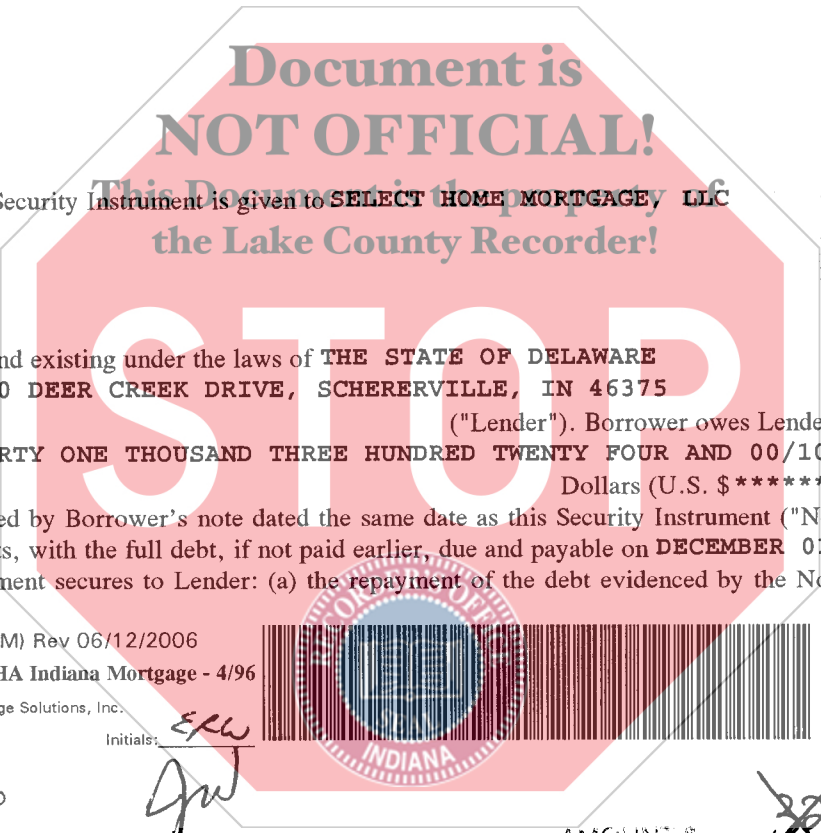 Document is
NOT OFFICIAL!
This Document is the property of
the Lake County Recorder!
Security Instrument is given to SELECT HOME MORTGAGE, LLC
STOP
nd existing under the laws of THE STATE OF DELAWARE
0 DEER CREEK DRIVE, SCHERERVILLE, IN 46375
("Lender"). Borrower owes Lende
RTY ONE THOUSAND THREE HUNDRED TWENTY FOUR AND 00/10
Dollars (U.S. $*******
ed by Borrower's note dated the same date as this Security Instrument ("N
ts, with the full debt, if not paid earlier, due and payable on DECEMBER 01
ment secures to Lender: (a) the repayment of the debt evidenced by the No
M) Rev 06/12/2006
HA Indiana Mortgage - 4/96
ge Solutions, Inc.
Initials:
RECORDER'S OFFICE
SEAL
INDIANA